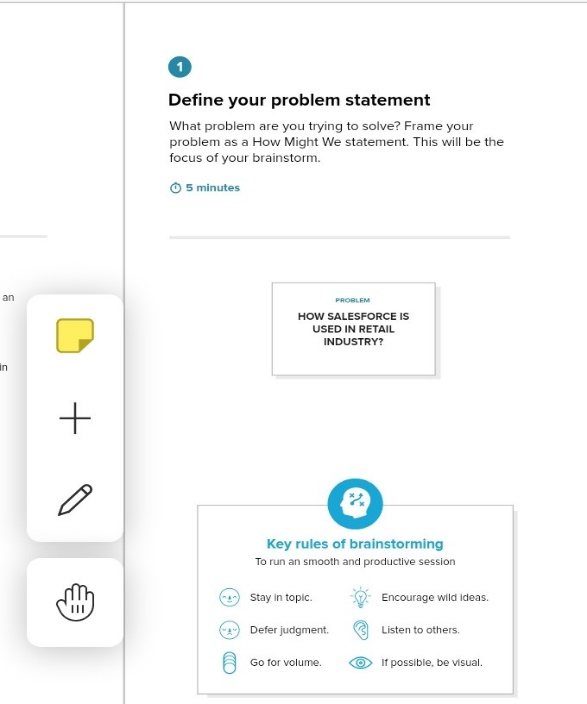 1
Define your problem statement
What problem are you trying to solve? Frame your
problem as a How Might We statement. This will be the
focus of your brainstorm.
5 minutes
an
in
PROBLEM
HOW SALESFORCE IS
USED IN RETAIL
INDUSTRY?
Key rules of brainstorming
To run an smooth and productive session
Stay in topic.
Encourage wild ideas.
Defer judgment.
Listen to others.
Go for volume.
If possible, be visual.